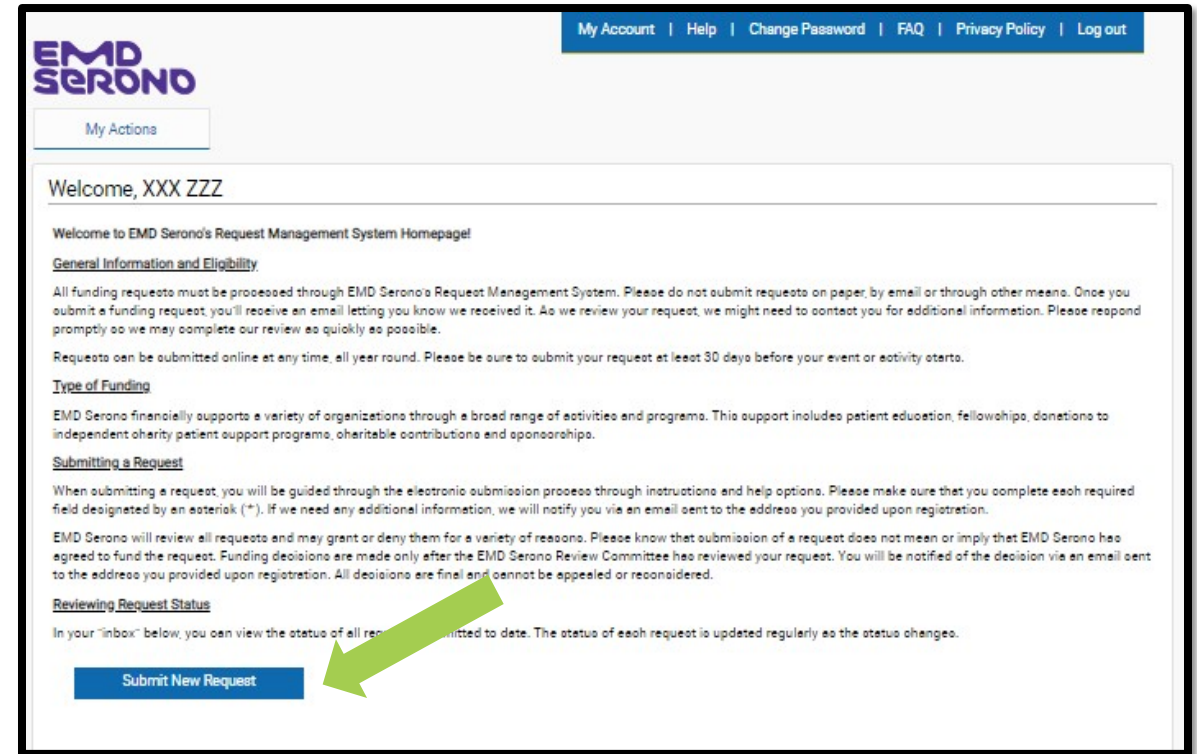 My Account | Help | Change Password | FAQ | Privacy Policy | Log out
EMD
SERONO
My Actions
Welcome, XXX ZZZ
Welcome to EMD Serono's Request Management System Homepage!
General Information and Eligibility
All funding requests must be processed through EMD Serono's Request Management System. Please do not submit requests on paper, by email or through other means. Once you
submit a funding request, you'll receive an email letting you know we received it. As we review your request, we might need to contact you for additional information. Please respond
promptly so we may complete our review as quickly as possible.
Requests can be submitted online at any time, all year round. Please be sure to submit your request at least 30 days before your event or activity starts.
Type of Funding
EMD Serono financially supports a variety of organizations through a broad range of activities and programs. This support includes patient education, fellowships, donations to
independent charity patient support programs, charitable contributions and sponsorships.
Submitting a Request
When submitting a request, you will be guided through the electronic submission process through instructions and help options. Please make sure that you complete each required
field designated by an asterisk (*). If we need any additional information, we will notify you via an email sent to the address you provided upon registration.
EMD Serono will review all requests and may grant or deny them for a variety of reasons. Please know that submission of a request does not mean or imply that EMD Serono has
agreed to fund the request. Funding decisions are made only after the EMD Serono Review Committee has reviewed your request. You will be notified of the decision via an email sent
to the address you provided upon registration. All decisions are final and cannot be appealed or reconsidered.
Reviewing Request Status
In your "inbox" below, you can view the status of all to date. The status of each request is updated regularly as the status changes.
Submit New Request